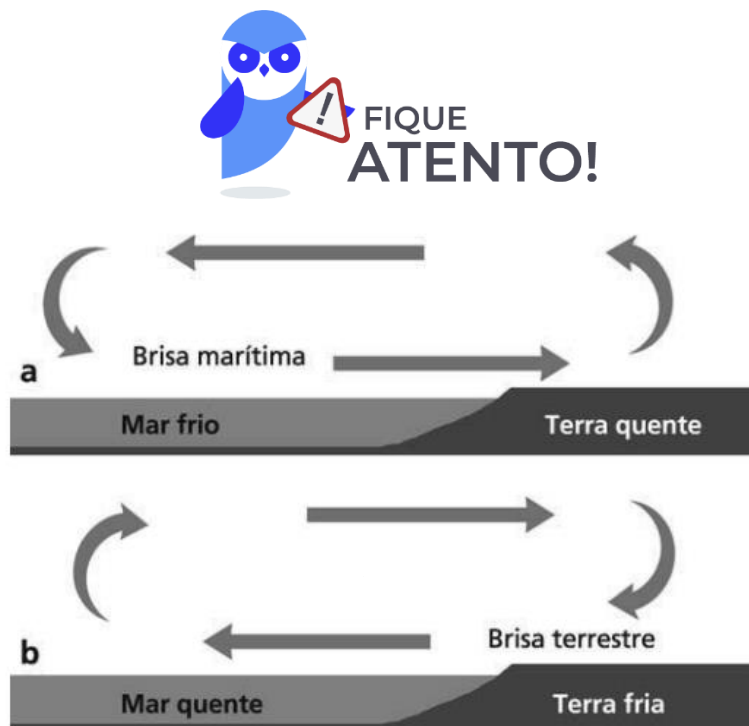 FIQUE
ATENTO!
Brisa marítima
a
Mar frio
Terra quente
Brisa terrestre
b
Mar quente
Terra fria